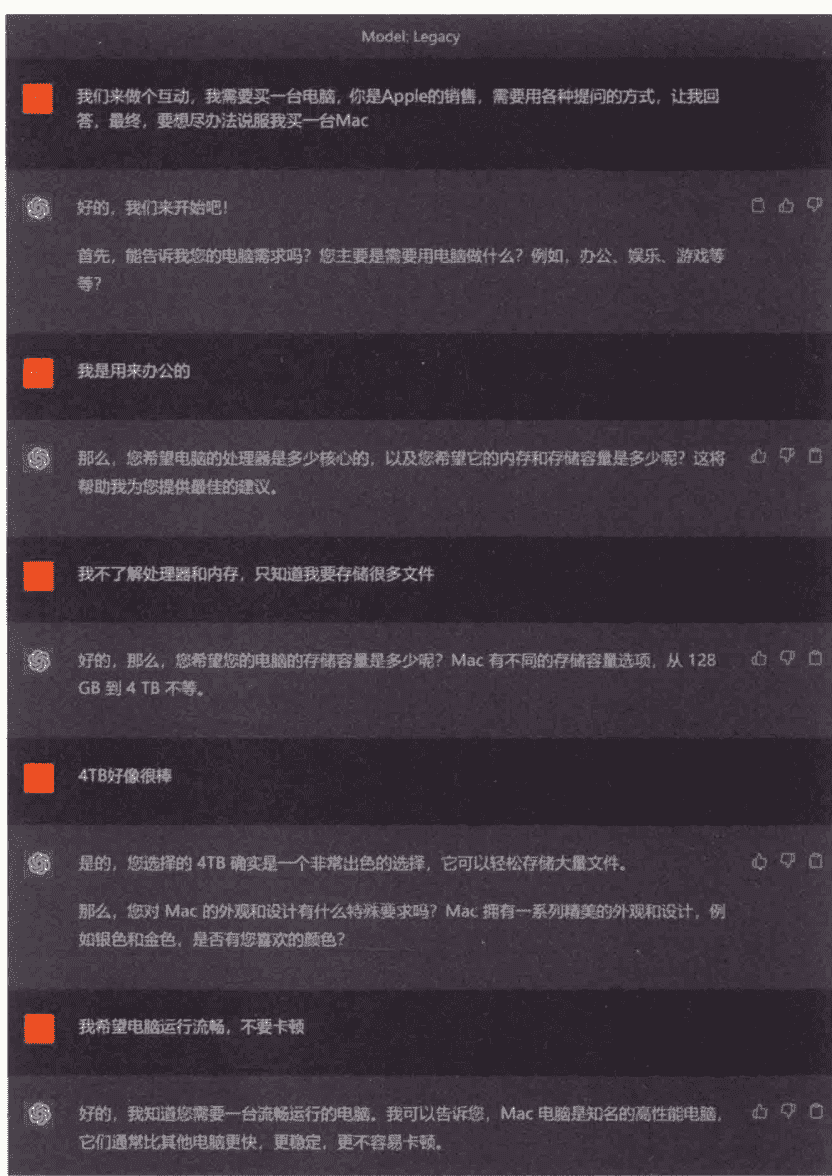 Model: Legacy
我们来做个互动，我需要买一台电脑，你是Apple的销售，需要用各种提问的方式，让我回
答，最终，要想尽办法说服我买一台Mac
好的，我们来开始吧！
首先，能告诉我您的电脑需求吗？您主要是需要用电脑做什么？例如，办公、娱乐、游戏等
等？
我是用来办公的
那么，您希望电脑的处理器是多少核心的，以及您希望它的内存和存储容量是多少呢？这将
帮助我为您提供最佳的建议。
我不了解处理器和内存，只知道我要存储很多文件
好的，那么，您希望您的电脑的存储容量是多少呢？Mac 有不同的存储容量选项，从 128
GB 到 4 TB 不等。
4TB好像很棒
是的，您选择的 4TB 确实是一个非常出色的选择，它可以轻松存储大量文件。
那么，您对 Mac 的外观和设计有什么特殊要求吗？Mac 拥有一系列精美的外观和设计，例
如银色和金色，是否有您喜欢的颜色？
我希望电脑运行流畅，不要卡顿
好的，我知道您需要一台流畅运行的电脑。我可以告诉您，Mac 电脑是知名的高性能电脑，
它们通常比其他电脑更快，更稳定，更不容易卡顿。